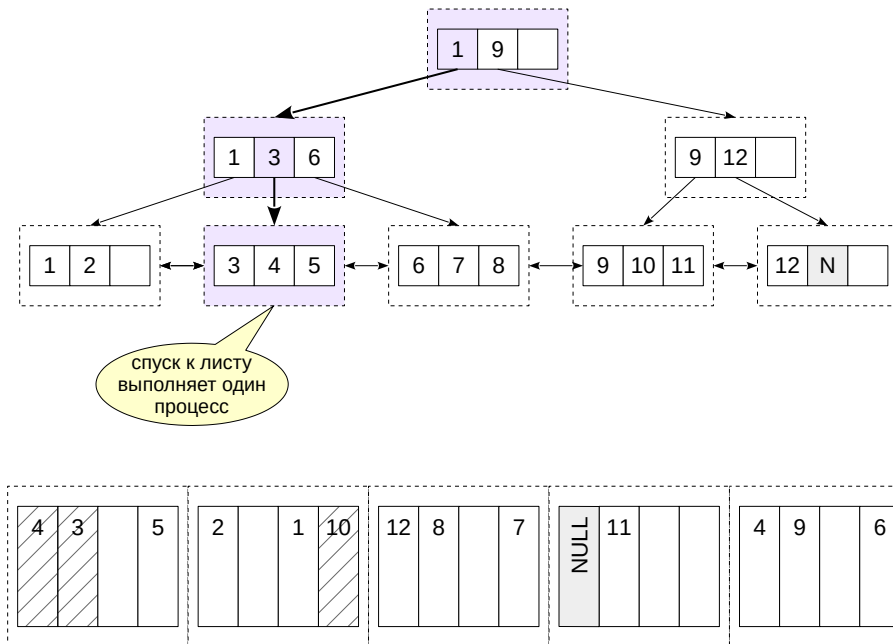 1 9
1 3 6
9 12
1 2
3 4 5
6 7 8
9 10 11
12 N
спуск к листу
выполняет один
процесс
4 3 5
2 1 10
12 8 7
NULL 11
4 9 6